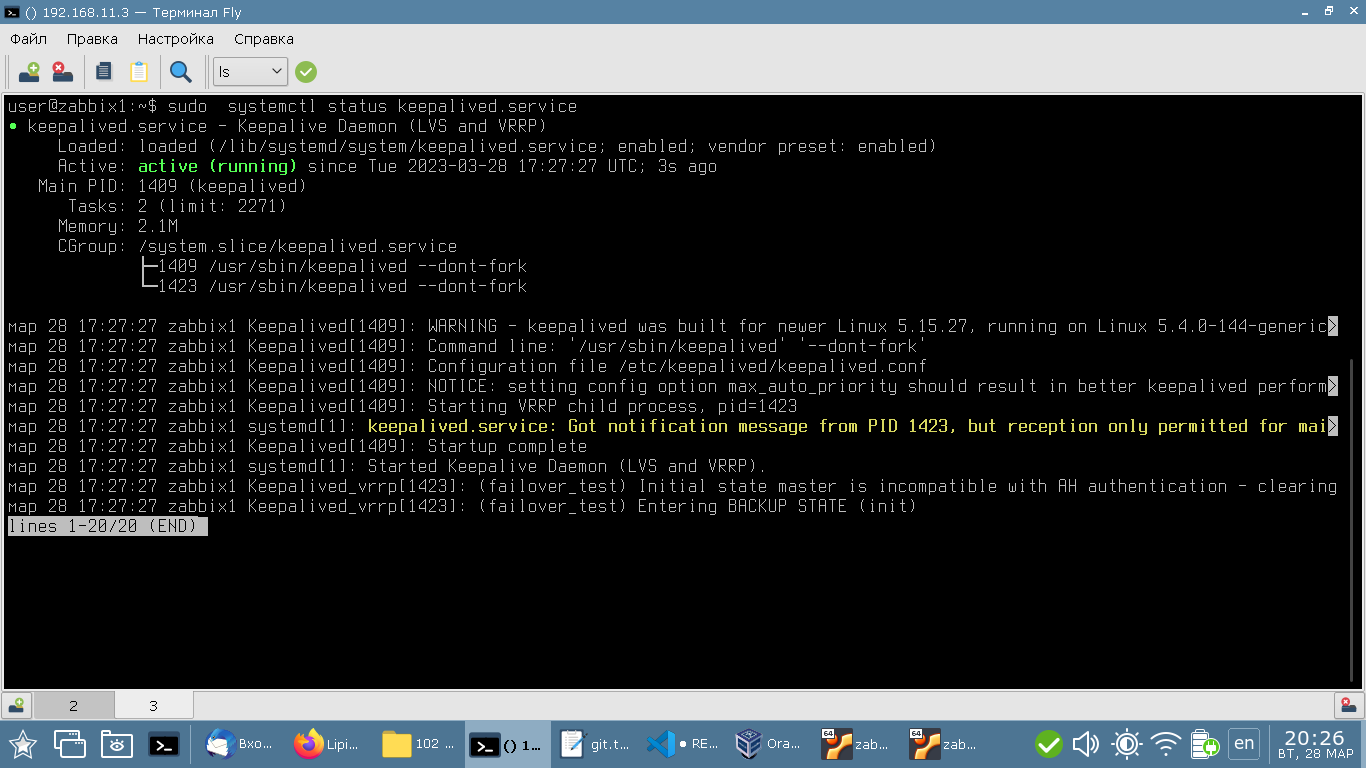 () 192.168.11.3 — Терминал Fly
Файл Правка Настройка Справка
ls
user@zabbix1:~$ sudo  systemctl status keepalived.service
● keepalived.service - Keepalive Daemon (LVS and VRRP)
Loaded: loaded (/lib/systemd/system/keepalived.service; enabled; vendor preset: enabled)
Active: active (running) since Tue 2023-03-28 17:27:27 UTC; 3s ago
Main PID: 1409 (keepalived)
Tasks: 2 (limit: 2271)
Memory: 2.1M
CGroup: /system.slice/keepalived.service
├─1409 /usr/sbin/keepalived --dont-fork
└─1423 /usr/sbin/keepalived --dont-fork
мар 28 17:27:27 zabbix1 Keepalived[1409]: WARNING - keepalived was built for newer Linux 5.15.27, running on Linux 5.4.0-144-generic>
мар 28 17:27:27 zabbix1 Keepalived[1409]: Command line: '/usr/sbin/keepalived' '--dont-fork'
мар 28 17:27:27 zabbix1 Keepalived[1409]: Configuration file /etc/keepalived/keepalived.conf
мар 28 17:27:27 zabbix1 Keepalived[1409]: NOTICE: setting config option max_auto_priority should result in better keepalived perform>
мар 28 17:27:27 zabbix1 Keepalived[1409]: Starting VRRP child process, pid=1423
мар 28 17:27:27 zabbix1 systemd[1]: keepalived.service: Got notification message from PID 1423, but reception only permitted for mai>
мар 28 17:27:27 zabbix1 Keepalived[1409]: Startup complete
мар 28 17:27:27 zabbix1 systemd[1]: Started Keepalive Daemon (LVS and VRRP).
мар 28 17:27:27 zabbix1 Keepalived_vrrp[1423]: (failover_test) Initial state master is incompatible with AH authentication - clearing
мар 28 17:27:27 zabbix1 Keepalived_vrrp[1423]: (failover_test) Entering BACKUP STATE (init)
lines 1-20/20 (END)
2 3
Вхо... Lipi... 102 ... () 1... git.t... ● RE... Ora... 64 zab... 64 zab... en 20:26
ВТ, 28 МАР